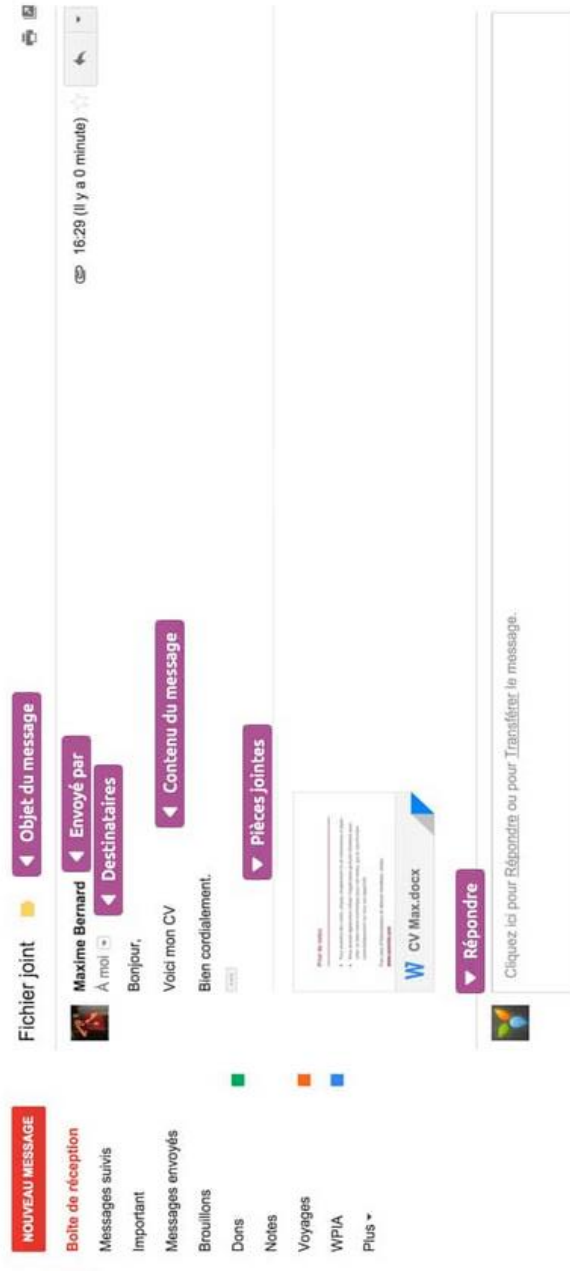 NOUVEAU MESSAGE
Boîte de réception
Messages suivis
Important
Messages envoyés
Brouillons
Dons
Notes
Voyages
WPIA
Plus
Fichier joint
Objet du message
Maxime Bernard
Envoyé par
16:29 (Il y a 0 minute)
À moi
Destinataires
Bonjour,
Voici mon CV
Contenu du message
Bien cordialement.
Pièces jointes
W CV Max.docx
Répondre
Cliquez ici pour Répondre ou pour Transférer le message.